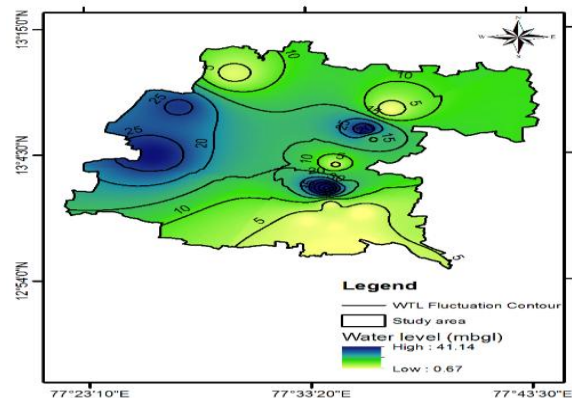 13°15'0"N
13°4'30"N
12°54'0"N
N
W
E
S
5
10
10
5
25
25
20
15
15
10
5
20
10
5
5
Legend
WTL Fluctuation Contour
Study area
Water level (mbgl)
High : 41.14
Low : 0.67
77°23'10"E
77°33'20"E
77°43'30"E